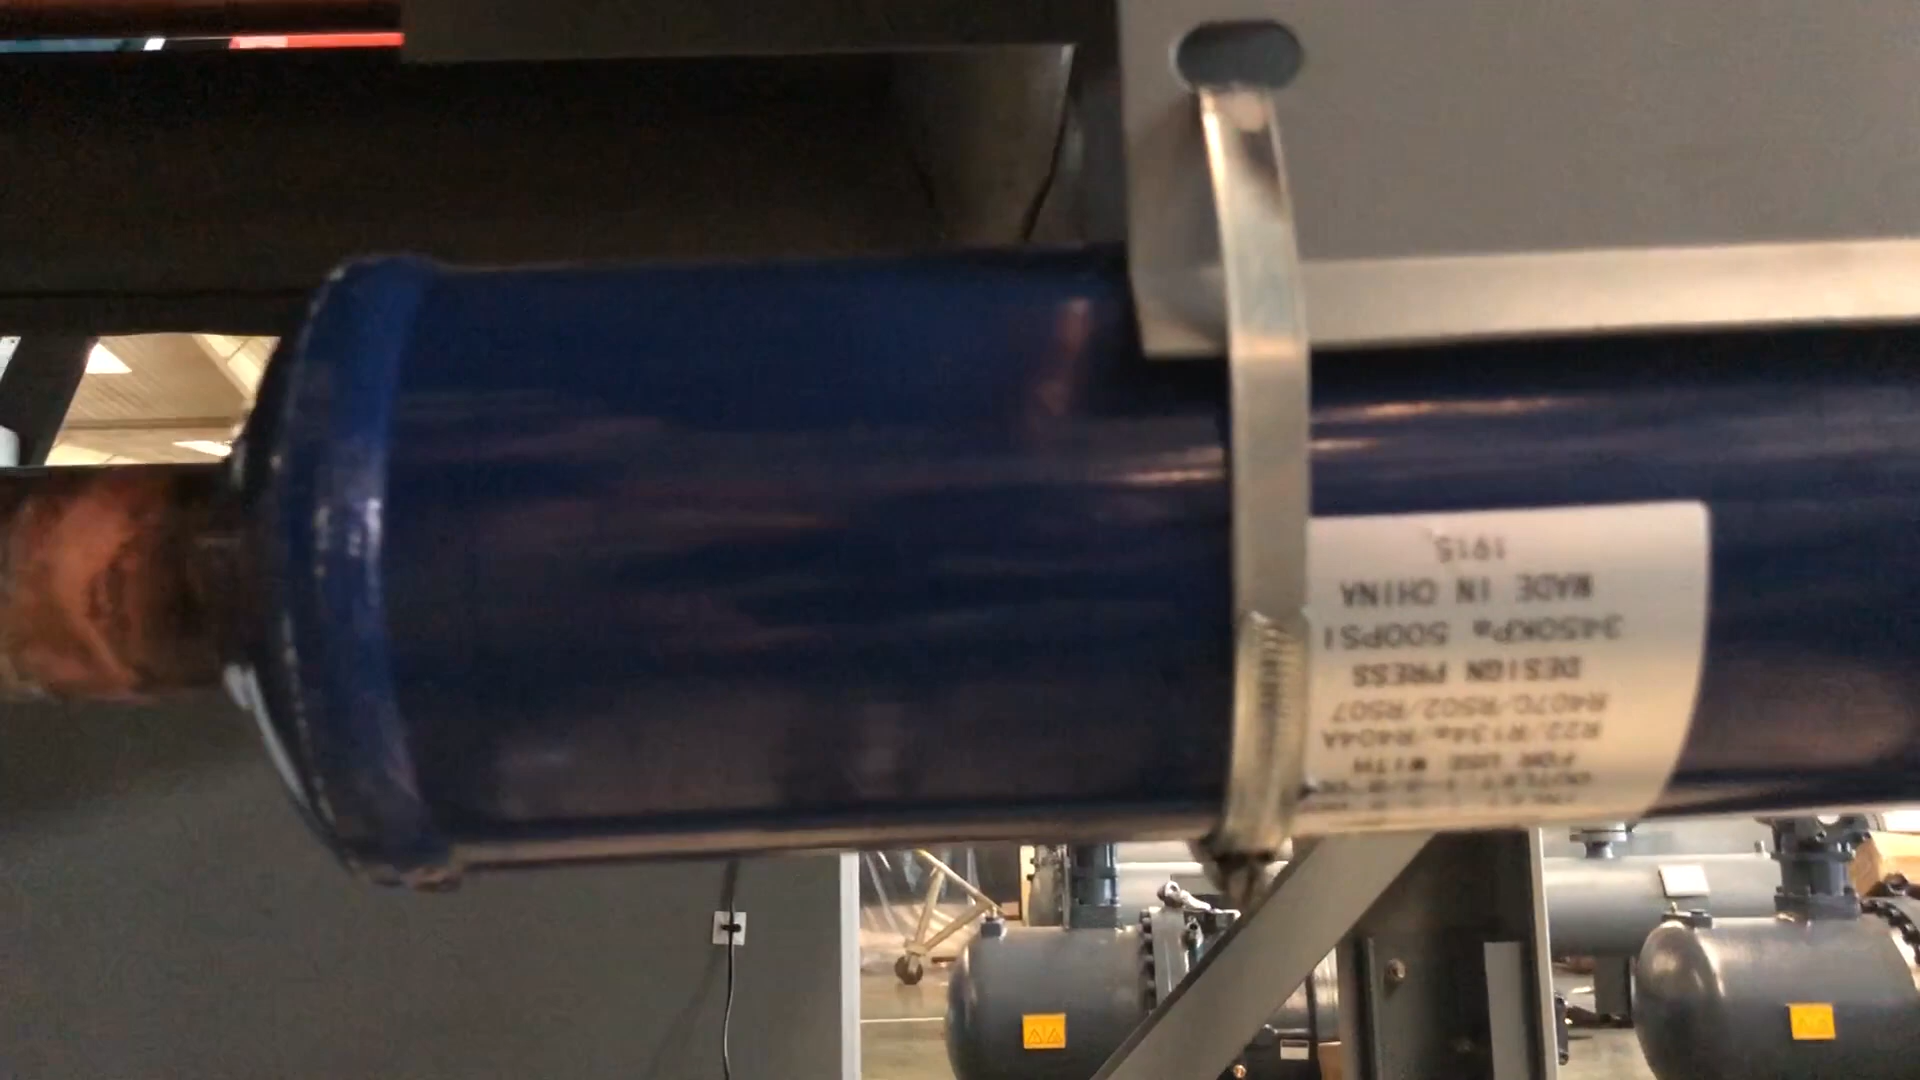 FOR USE WITH
R22/R134a/R404A
R407C/R502/R507
DESIGN PRESS
3450KPa 500PSI
MADE IN CHINA
1915